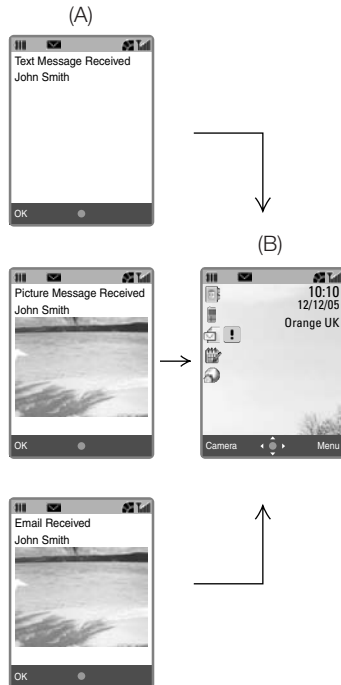 (A)
Text Message Received
John Smith
OK
Picture Message Received
John Smith
OK
Email Received
John Smith
OK
(B)
10:10
12/12/05
Orange UK
!
Camera
Menu